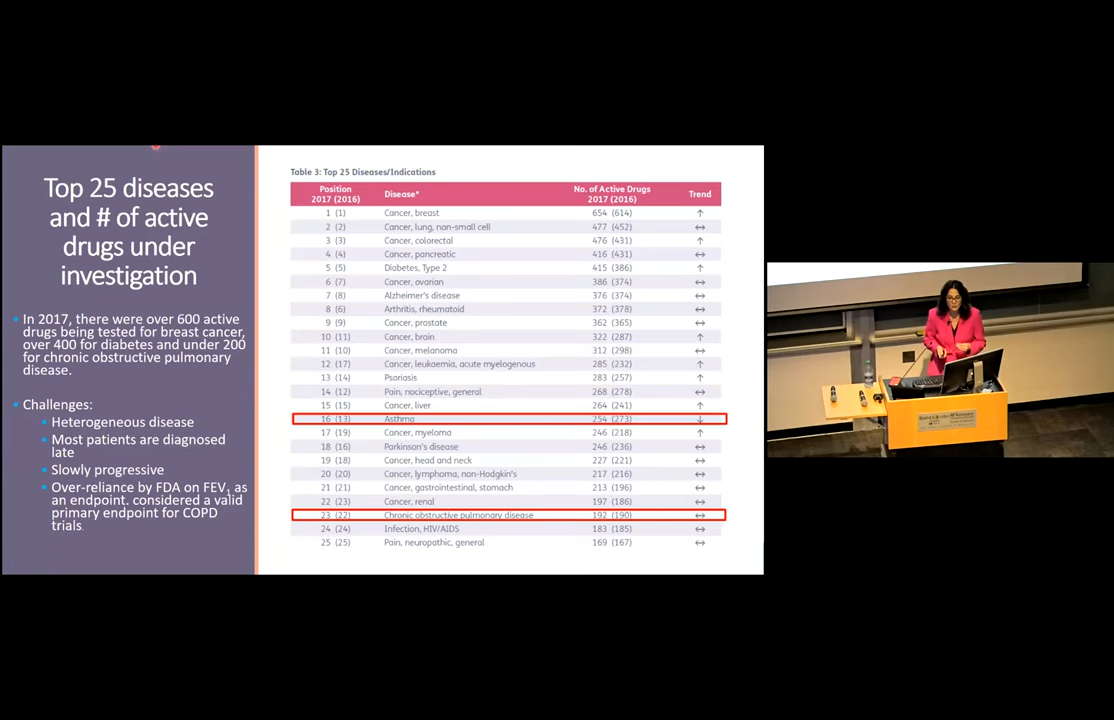 Top 25 diseases
and # of active
drugs under
investigation
In 2017, there were over 600 active
drugs being tested for breast cancer,
over 400 for diabetes and under 200
for chronic obstructive pulmonary
disease.
Challenges:
Heterogeneous disease
Most patients are diagnosed
late
Slowly progressive
Over-reliance by FDA on FEV1 as
an endpoint. considered a valid
primary endpoint for COPD
trials
Table 3: Top 25 Diseases/Indications
Position 2017 (2016) Disease* No. of Active Drugs 2017 (2016) Trend
1 (1) Cancer, breast 654 (614) ↑
2 (2) Cancer, lung, non-small cell 477 (452) ↔
3 (3) Cancer, colorectal 476 (431) ↑
4 (4) Cancer, pancreatic 416 (431) ↔
5 (5) Diabetes, Type 2 415 (386) ↑
6 (7) Cancer, ovarian 386 (374) ↔
7 (8) Alzheimer's disease 376 (374) ↔
8 (6) Arthritis, rheumatoid 372 (378) ↔
9 (9) Cancer, prostate 362 (365) ↔
10 (11) Cancer, brain 322 (287) ↑
11 (10) Cancer, melanoma 312 (298) ↔
12 (17) Cancer, leukaemia, acute myelogenous 285 (232) ↑
13 (14) Psoriasis 283 (257) ↑
14 (12) Pain, nociceptive, general 268 (278) ↔
15 (15) Cancer, liver 264 (241) ↑
16 (13) Asthma 254 (273) ↓
17 (19) Cancer, myeloma 246 (218) ↑
18 (16) Parkinson's disease 246 (236) ↔
19 (18) Cancer, head and neck 227 (221) ↔
20 (20) Cancer, lymphoma, non-Hodgkin's 217 (216) ↔
21 (21) Cancer, gastrointestinal, stomach 213 (196) ↔
22 (23) Cancer, renal 197 (186) ↔
23 (22) Chronic obstructive pulmonary disease 192 (190) ↔
24 (24) Infection, HIV/AIDS 183 (185) ↔
25 (25) Pain, neuropathic, general 169 (167) ↔